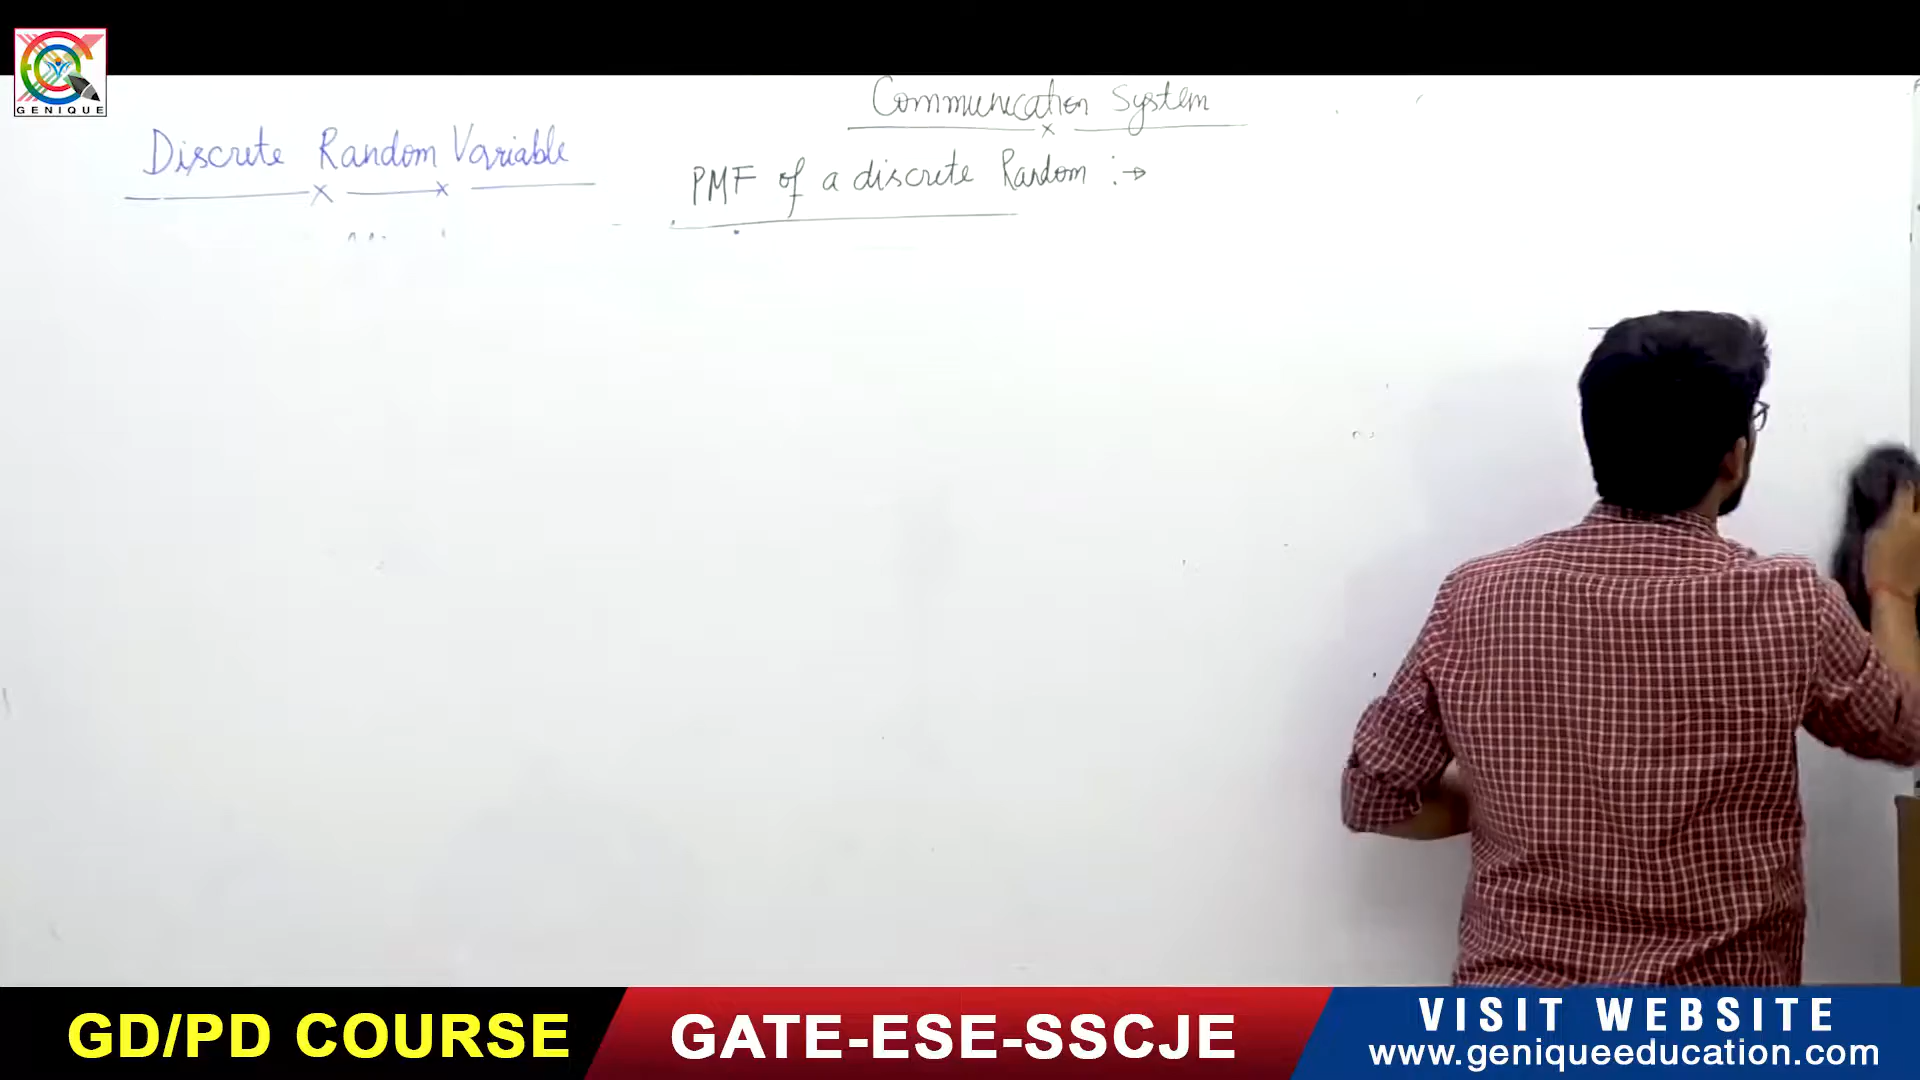 GENIQUE
Communication System
Discrete Random Variable
PMF of a discrete Random :→
GD/PD COURSE
GATE-ESE-SSCJE
VISIT WEBSITE
www.geniqueeducation.com